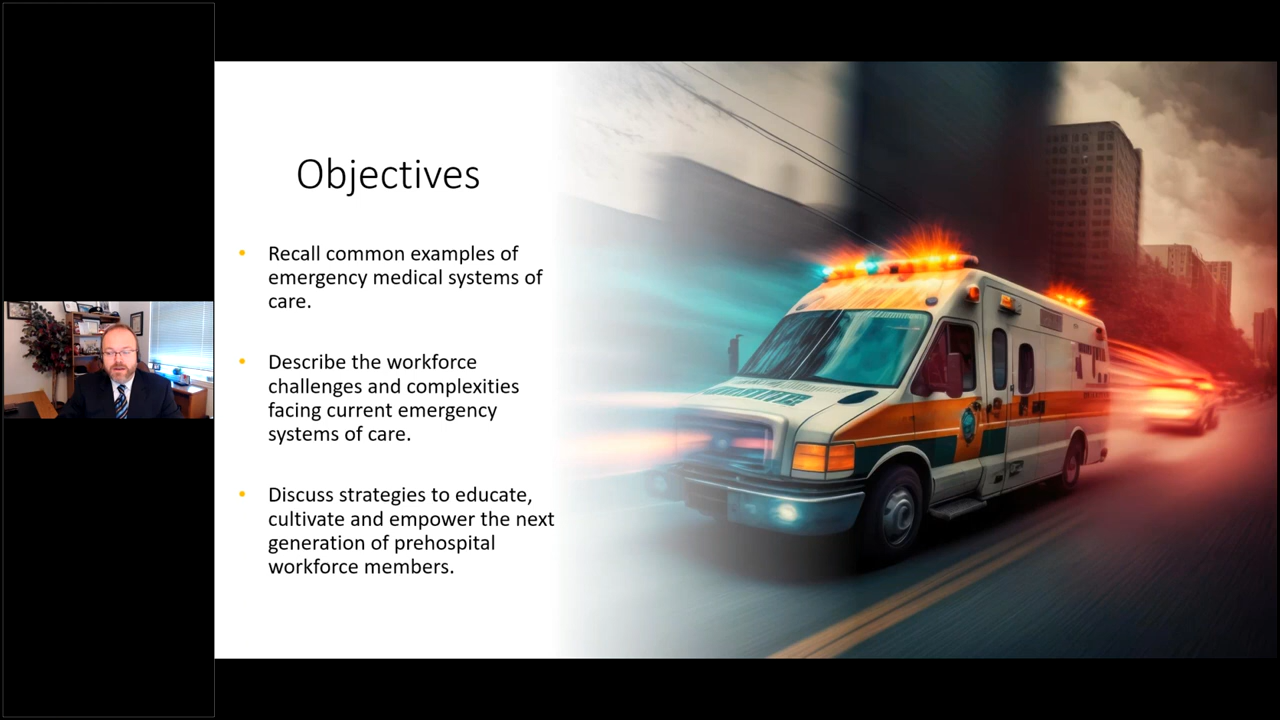 Objectives
• Recall common examples of
emergency medical systems of
care.
• Describe the workforce
challenges and complexities
facing current emergency
systems of care.
• Discuss strategies to educate,
cultivate and empower the next
generation of prehospital
workforce members.